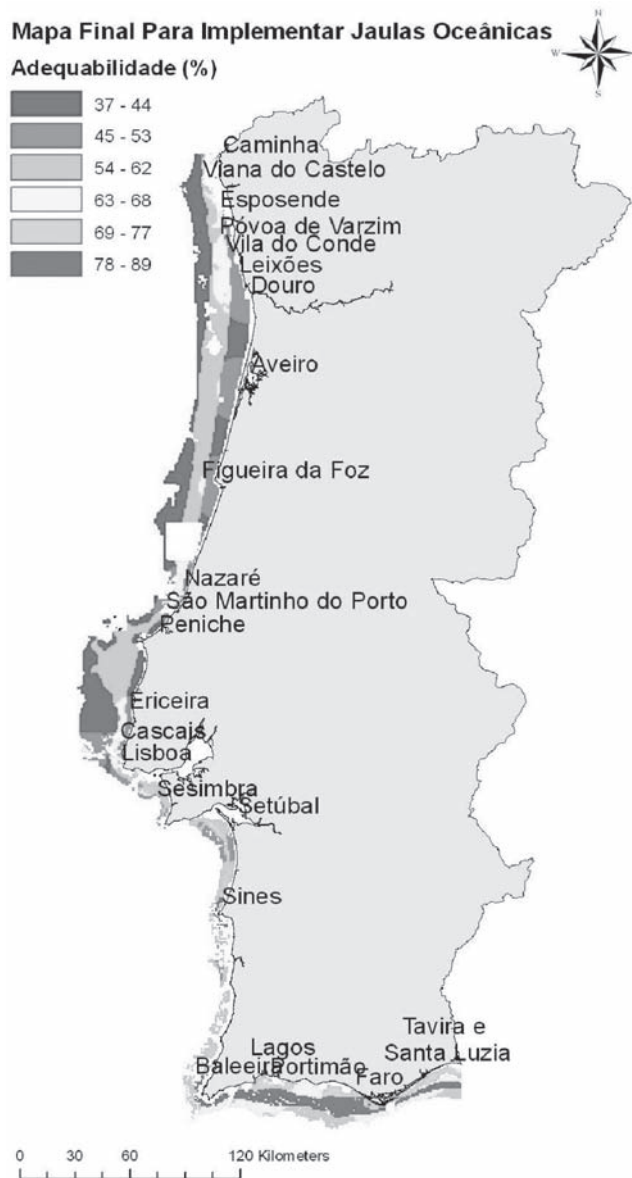 Mapa Final Para Implementar Jaulas Oceânicas
N
W
E
S
Adequabilidade (%)
37 - 44
45 - 53
54 - 62
63 - 68
69 - 77
78 - 89
Caminha
Viana do Castelo
Esposende
Póvoa de Varzim
Vila do Conde
Leixões
Douro
Aveiro
Figueira da Foz
Nazaré
São Martinho do Porto
Peniche
Ericeira
Cascais
Lisboa
Sesimbra
Setúbal
Sines
Tavira e
Santa Luzia
Lagos
Baleeira
Portimão
Faro
0 30 60 120 Kilometers